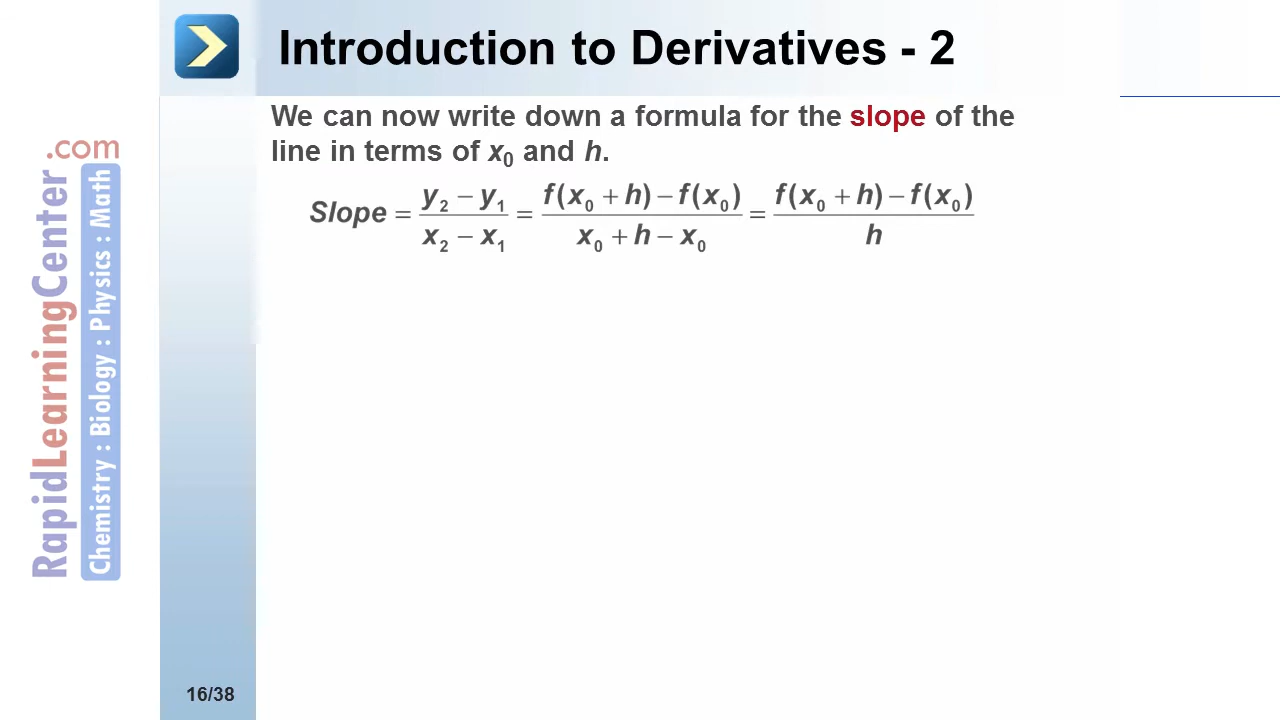 Introduction to Derivatives - 2
We can now write down a formula for the slope of the
line in terms of x₀ and h.
Slope = (y₂ − y₁)/(x₂ − x₁) = (f(x₀ + h) − f(x₀))/(x₀ + h − x₀) = (f(x₀ + h) − f(x₀))/h
RapidLearningCenter.com
Chemistry : Biology : Physics : Math
16/38